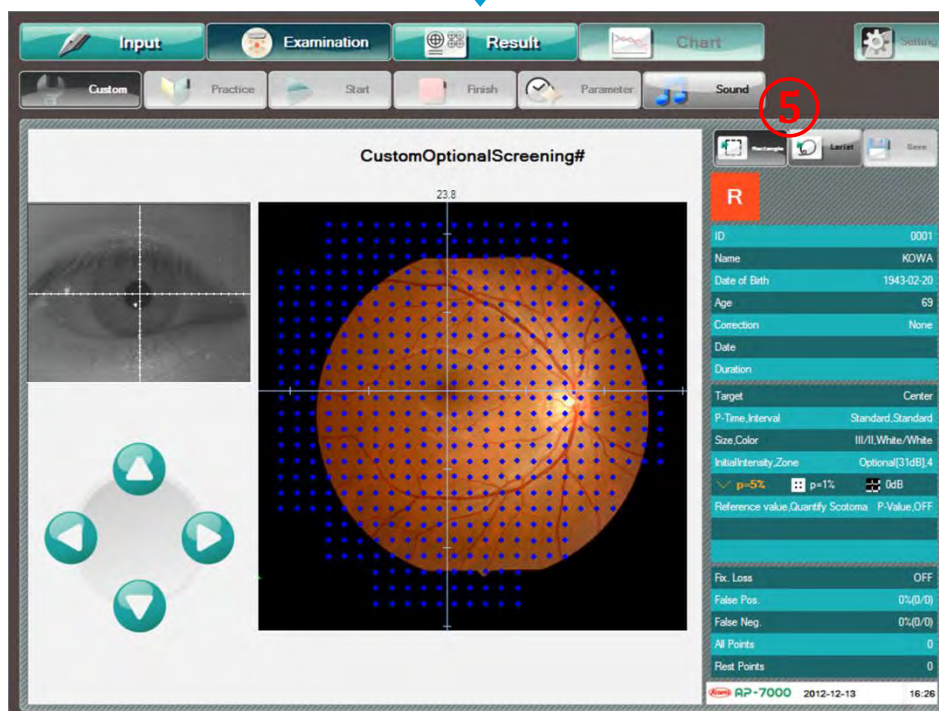 Input Examination Result Chart Setting
Custom Practice Start Finish Parameter Sound
⑤
Rectangle Lariat Save
CustomOptionalScreening#
23.8
R
ID 0001
Name KOWA
Date of Birth 1943-02-20
Age 69
Correction None
Date
Duration
Target Center
P-Time,Interval Standard,Standard
Size,Color III/II,White/White
InitialIntensity,Zone Optional[31dB],4
p=5% p=1% 0dB
Reference value,Quantify Scotoma P-Value,OFF
Fix. Loss OFF
False Pos. 0%(0/0)
False Neg. 0%(0/0)
All Points 0
Rest Points 0
Kowa AP-7000 2012-12-13 16:26